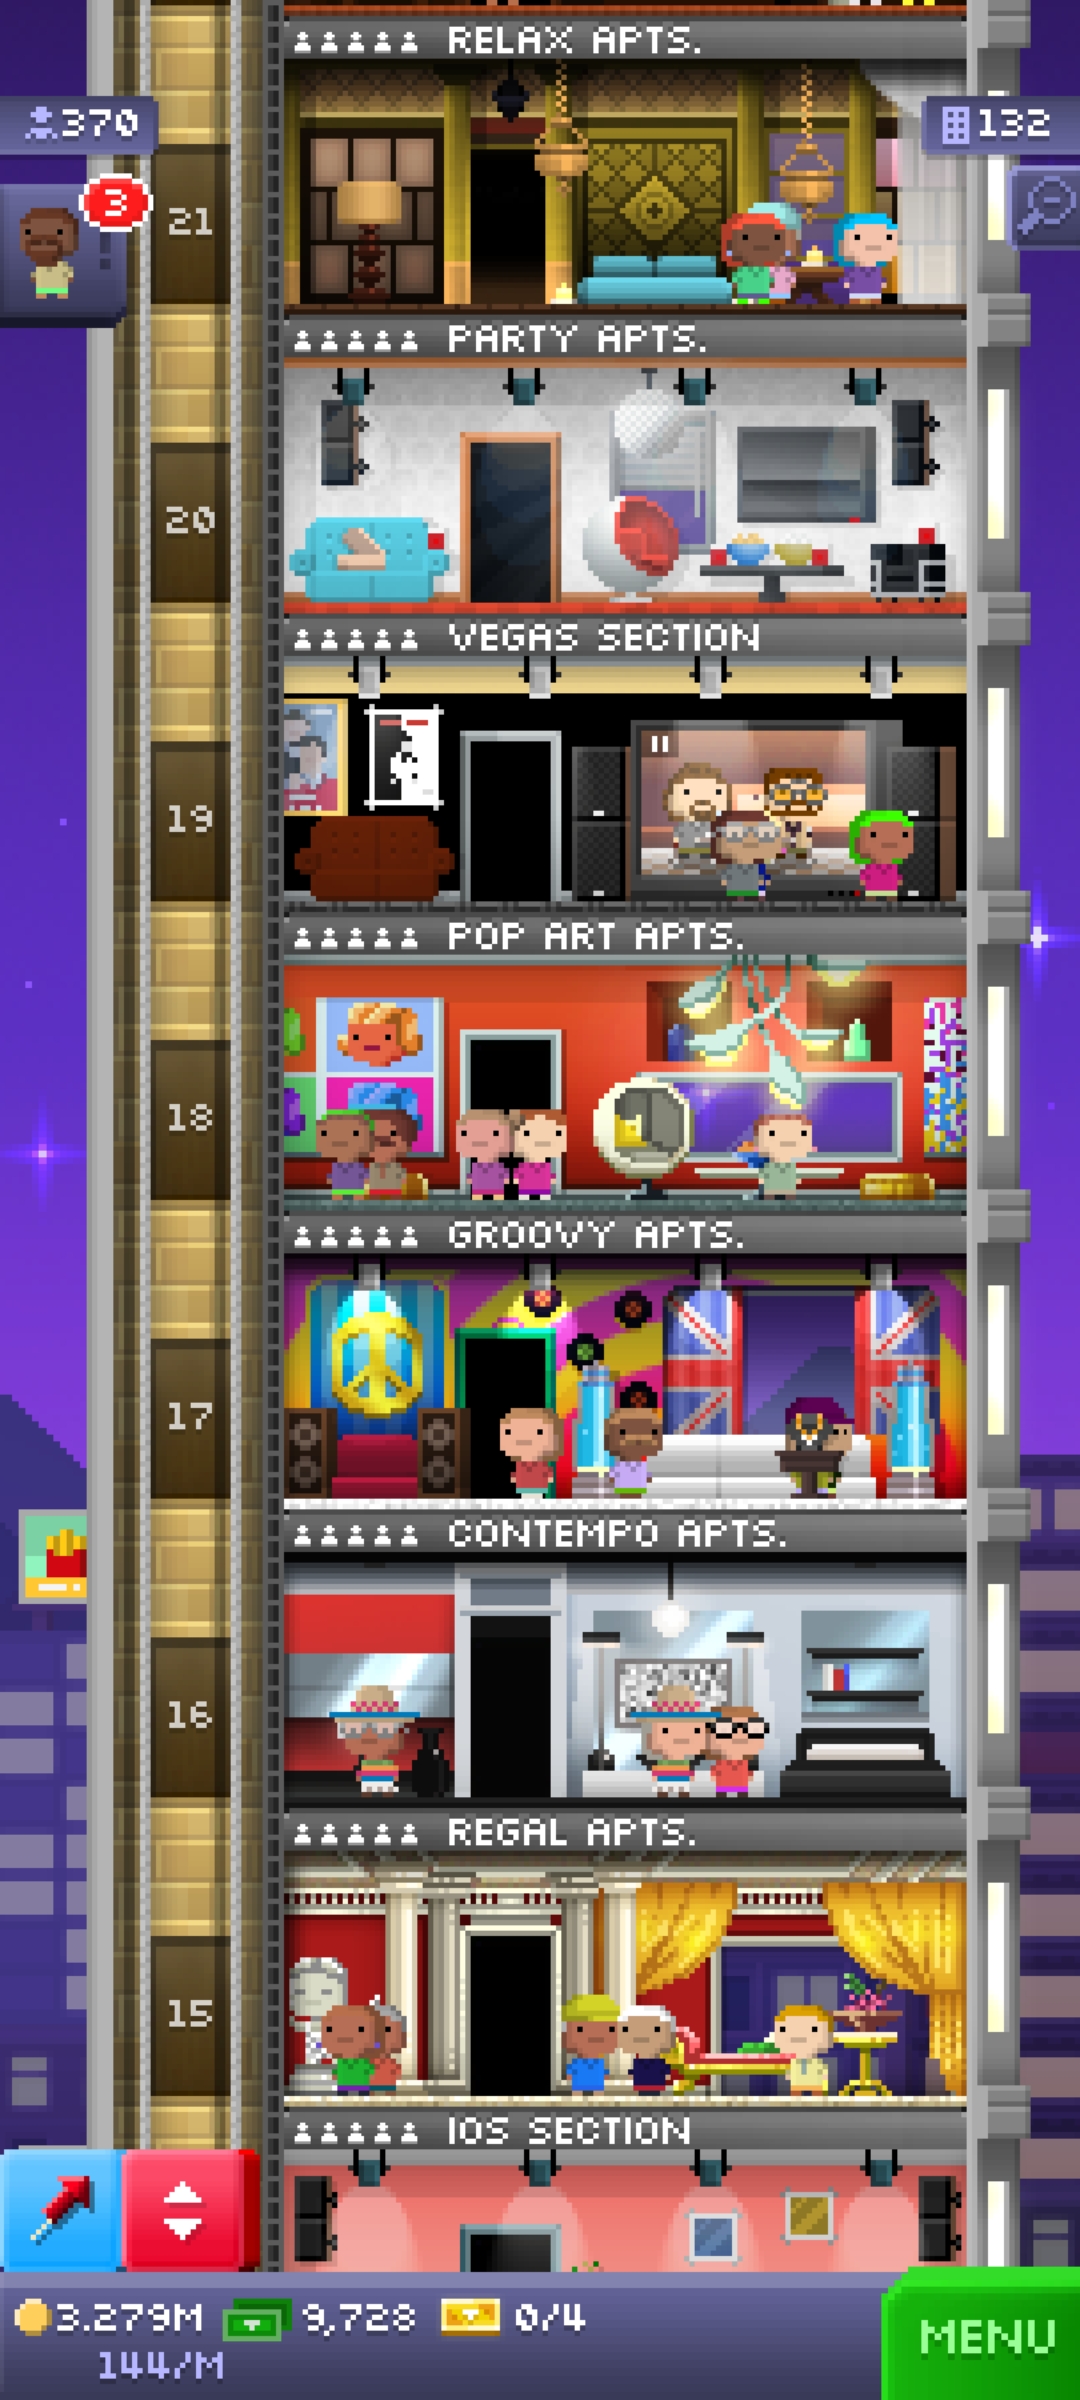 RELAX APTS.
370
132
3
21
PARTY APTS.
20
VEGAS SECTION
19
POP ART APTS.
18
GROOVY APTS.
17
CONTEMPO APTS.
16
REGAL APTS.
15
IOS SECTION
3.279M 9,728 0/4
144/M
MENU